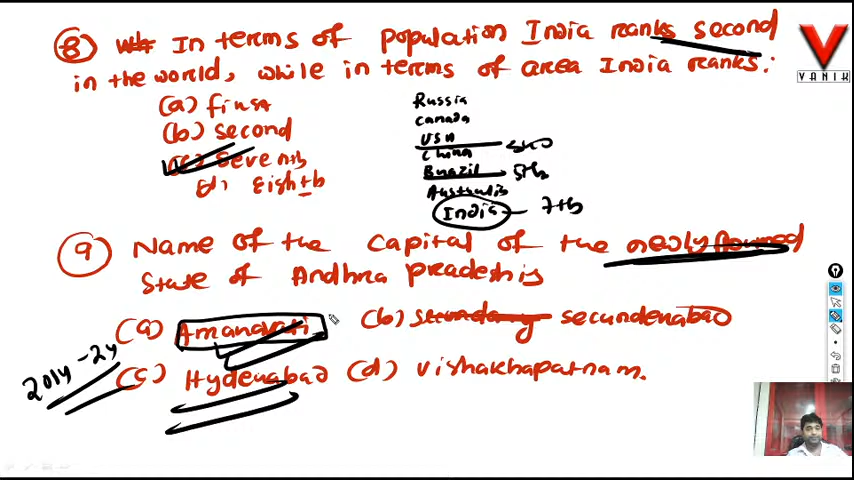 8) In terms of population India ranks second
in the world, while in terms of area India ranks:
(a) first
(b) second
(c) Seventh
d) Eighth
Russia
Canada
USA
China
Brazil 5th
Australia
India 7th
V
VANIK
9) Name of the Capital of the newly formed
State of Andhra Pradesh is
(a) Amaravati (b) secunderabad
2014-24
(c) Hyderabad (d) Vishakhapatnam.